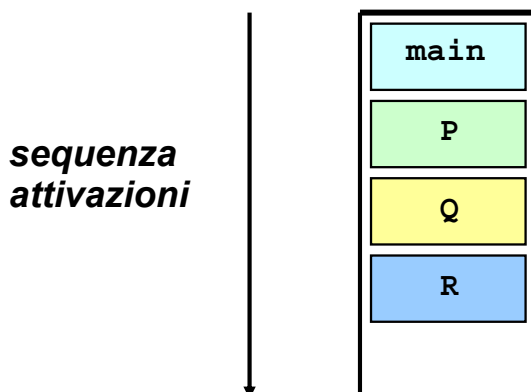 sequenza
attivazioni
main
P
Q
R